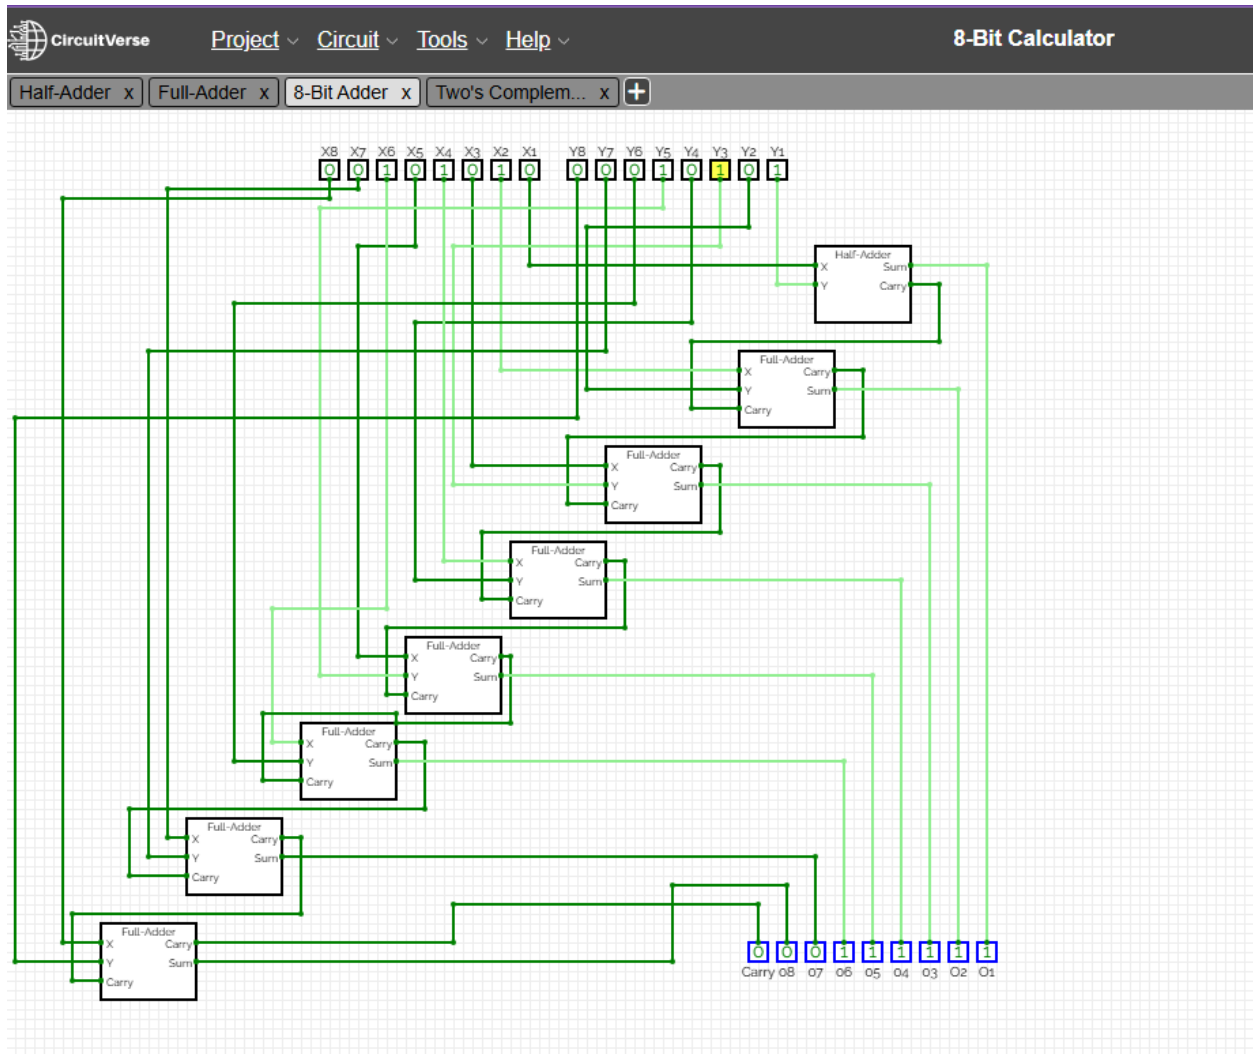 CircuitVerse Project Circuit Tools Help 8-Bit Calculator
Half-Adder x Full-Adder x 8-Bit Adder x Two's Complem... x +
X8 X7 X6 X5 X4 X3 X2 X1 Y8 Y7 Y6 Y5 Y4 Y3 Y2 Y1
0 0 1 0 1 0 1 0 0 0 0 1 0 1 0 1
Half-Adder
X Sum
Y Carry
Full-Adder
X Carry
Y Sum
Carry
Full-Adder
X Carry
Y Sum
Carry
Full-Adder
X Carry
Y Sum
Carry
Full-Adder
X Carry
Y Sum
Carry
Full-Adder
X Carry
Y Sum
Carry
Full-Adder
X Carry
Y Sum
Carry
Full-Adder
X Carry
Y Sum
Carry
0 0 0 1 1 1 1 1 1
Carry o8 o7 o6 o5 o4 o3 O2 O1